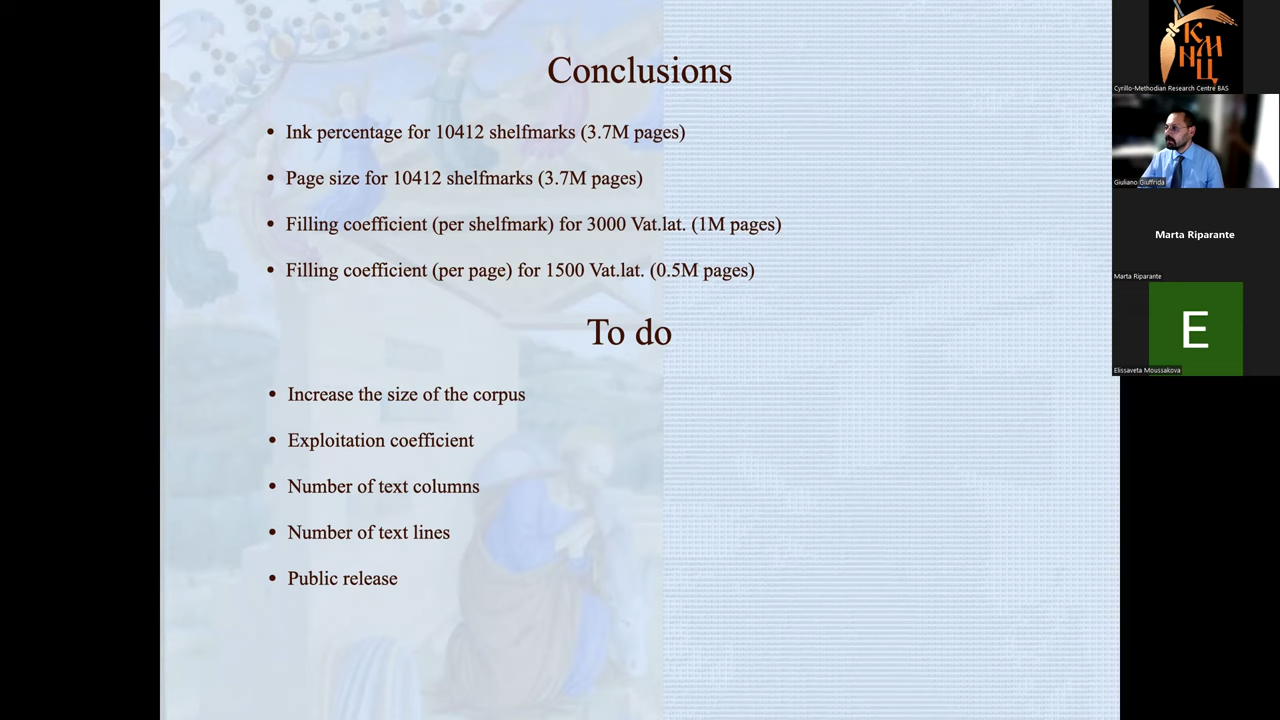 Conclusions
• Ink percentage for 10412 shelfmarks (3.7M pages)
• Page size for 10412 shelfmarks (3.7M pages)
• Filling coefficient (per shelfmark) for 3000 Vat.lat. (1M pages)
• Filling coefficient (per page) for 1500 Vat.lat. (0.5M pages)
To do
• Increase the size of the corpus
• Exploitation coefficient
• Number of text columns
• Number of text lines
• Public release
КМ
НЦ
Cyrillo-Methodian Research Centre BAS
Giuliano Giuffrida
Marta Riparante
Marta Riparante
E
Elissaveta Moussakova